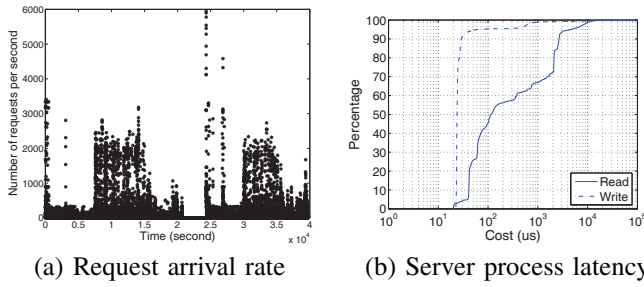 6000
5000
4000
3000
2000
1000
0
Number of requests per second
0 0.5 1 1.5 2 2.5 3 3.5 4
Time (second)
x 10^4
(a) Request arrival rate
100
90
80
70
60
50
40
30
20
10
0
Percentage
Read
Write
10^0 10^1 10^2 10^3 10^4 10^5
Cost (us)
(b) Server process latency